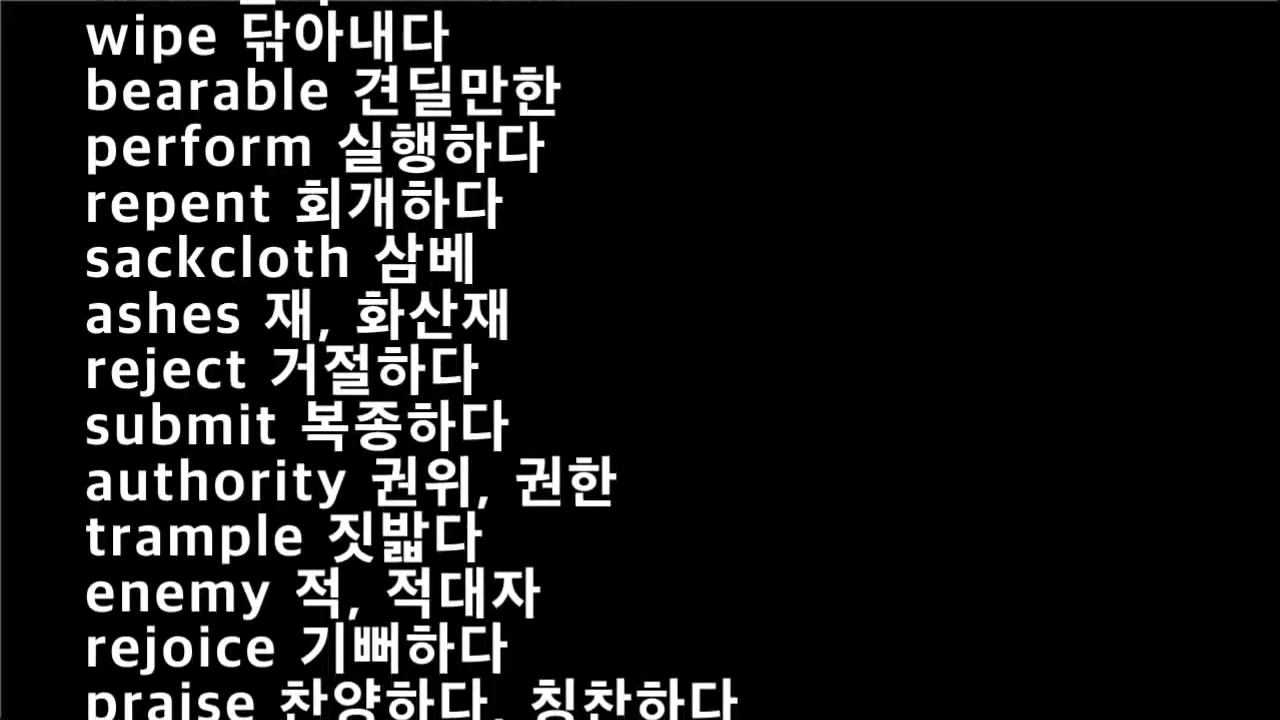 wipe 닦아내다
bearable 견딜만한
perform 실행하다
repent 회개하다
sackcloth 삼베
ashes 재, 화산재
reject 거절하다
submit 복종하다
authority 권위, 권한
trample 짓밟다
enemy 적, 적대자
rejoice 기뻐하다
praise 찬양하다, 칭찬하다